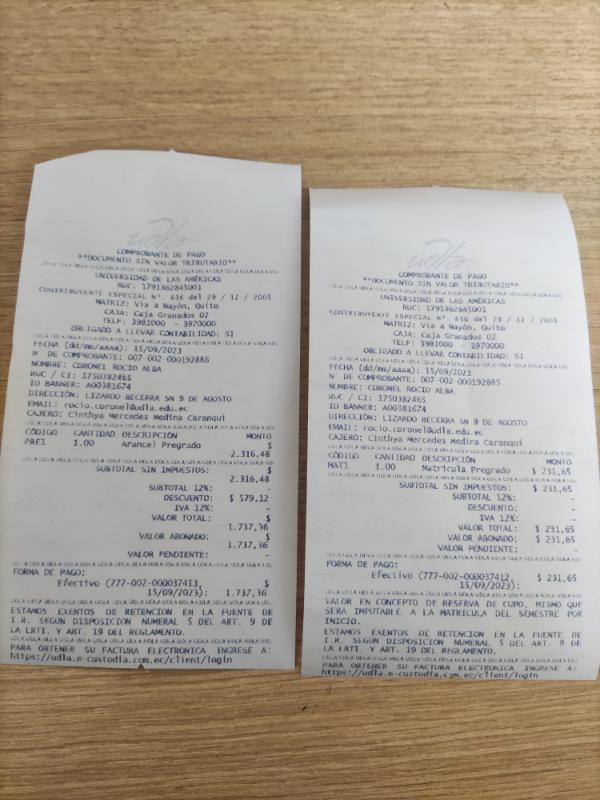 udla
COMPROBANTE DE PAGO
**DOCUMENTO SIN VALOR TRIBUTARIO**
UNIVERSIDAD DE LAS AMÉRICAS
RUC: 1791362845001
CONTRIBUYENTE ESPECIAL Nº. 636 del 29 / 12 / 2005
MATRIZ: Via a Nayón, Quito
CAJA: Caja Granados 02
TELF: 3981000 - 3970000
OBLIGADO A LLEVAR CONTABILIDAD: SI
FECHA (dd/mm/aaaa): 15/09/2023
N DE COMPROBANTE: 007-002-000192886
NOMBRE: CORONEL ROCIO ALBA
RUC / CI: 1750382465
ID BANNER: A00381674
DIRECCIÓN: LIZARDO BECERRA SN 9 DE AGOSTO
EMAIL: rocio.coronel@udla.edu.ec
CAJERO: Cinthya Mercedes Medina Caranqui
CÓDIGO CANTIDAD DESCRIPCIÓN MONTO
PRE1 1.00 Arancel Pregrado $
2.316,48
SUBTOTAL SIN IMPUESTOS: $
2.316,48
SUBTOTAL 12%: -
DESCUENTO: $ 579,12
IVA 12%: -
VALOR TOTAL: $
1.737,36
VALOR ABONADO: $
1.737,36
VALOR PENDIENTE: -
FORMA DE PAGO:
Efectivo (777-002-000037413, $
15/09/2023): 1.737,36
ESTAMOS EXENTOS DE RETENCION EN LA FUENTE DE
I.R. SEGUN DISPOSICION NUMERAL 5 DEL ART. 9 DE
LA LRTI. Y ART. 19 DEL REGLAMENTO.
PARA OBTENER SU FACTURA ELECTRONICA INGRESE A:
https://udla.e-custodia.com.ec/client/login
udla
COMPROBANTE DE PAGO
**DOCUMENTO SIN VALOR TRIBUTARIO**
UNIVERSIDAD DE LAS AMÉRICAS
RUC: 1791362845001
CONTRIBUYENTE ESPECIAL Nº. 636 del 29 / 12 / 2005
MATRIZ: Via a Nayón, Quito
CAJA: Caja Granados 02
TELF: 3981000 - 3970000
OBLIGADO A LLEVAR CONTABILIDAD: SI
FECHA (dd/mm/aaaa): 15/09/2023
N DE COMPROBANTE: 007-002-000192885
NOMBRE: CORONEL ROCIO ALBA
RUC / CI: 1750382465
ID BANNER: A00381674
DIRECCIÓN: LIZARDO BECERRA SN 9 DE AGOSTO
EMAIL: rocio.coronel@udla.edu.ec
CAJERO: Cinthya Mercedes Medina Caranqui
CÓDIGO CANTIDAD DESCRIPCIÓN MONTO
MAT1 1.00 Matricula Pregrado $ 231,65
SUBTOTAL SIN IMPUESTOS: $ 231,65
SUBTOTAL 12%: -
DESCUENTO: -
IVA 12%: -
VALOR TOTAL: $ 231,65
VALOR ABONADO: $ 231,65
VALOR PENDIENTE: -
FORMA DE PAGO:
Efectivo (777-002-000037412, $ 231,65
15/09/2023):
VALOR EN CONCEPTO DE RESERVA DE CUPO, MISMO QUE
SERA IMPUTABLE A LA MATRICULA DEL SEMESTRE POR
INICIO.
ESTAMOS EXENTOS DE RETENCION EN LA FUENTE DE
I.R. SEGUN DISPOSICION NUMERAL 5 DEL ART. 9 DE
LA LRTI. Y ART. 19 DEL REGLAMENTO.
PARA OBTENER SU FACTURA ELECTRONICA INGRESE A:
https://udla.e-custodia.com.ec/client/login